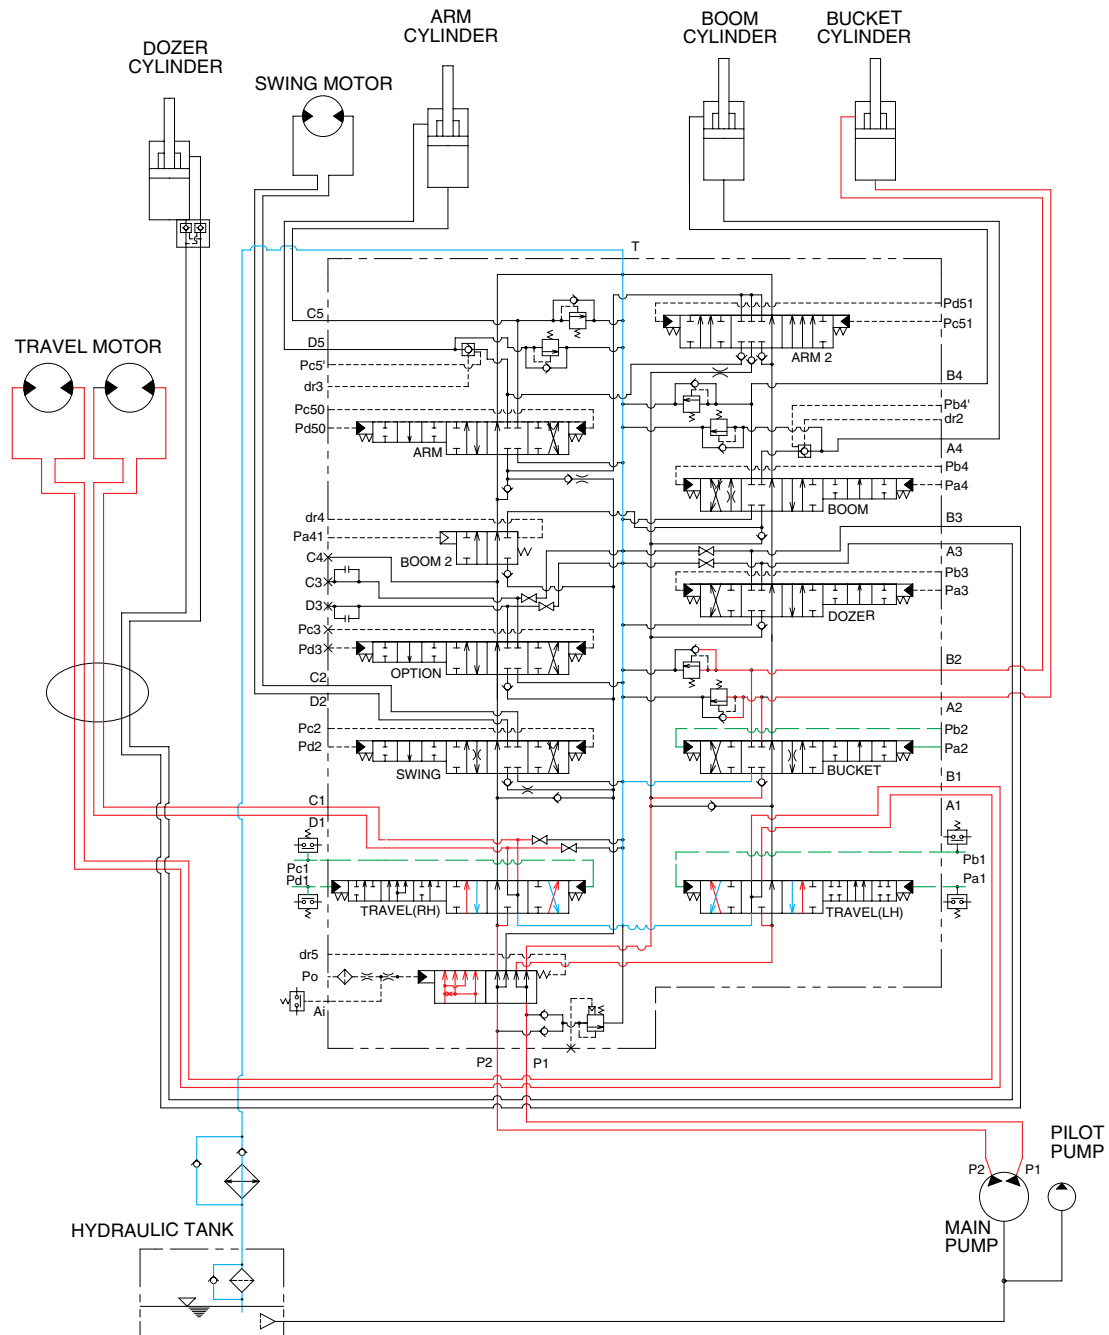 ARM
CYLINDER
BOOM
CYLINDER
BUCKET
CYLINDER
DOZER
CYLINDER
SWING MOTOR
TRAVEL MOTOR
T
C5
D5
Pc5'
dr3
Pc50
Pd50
ARM
dr4
Pa41
BOOM 2
C4
C3
D3
Pc3
Pd3
OPTION
C2
D2
Pc2
Pd2
SWING
C1
D1
Pc1
Pd1
TRAVEL(RH)
dr5
Po
Ai
P2
P1
Pd51
Pc51
ARM 2
B4
Pb4'
dr2
A4
Pb4
Pa4
BOOM
B3
A3
Pb3
Pa3
DOZER
B2
A2
Pb2
Pa2
BUCKET
B1
A1
Pb1
Pa1
TRAVEL(LH)
P2
P1
PILOT
PUMP
MAIN
PUMP
HYDRAULIC TANK